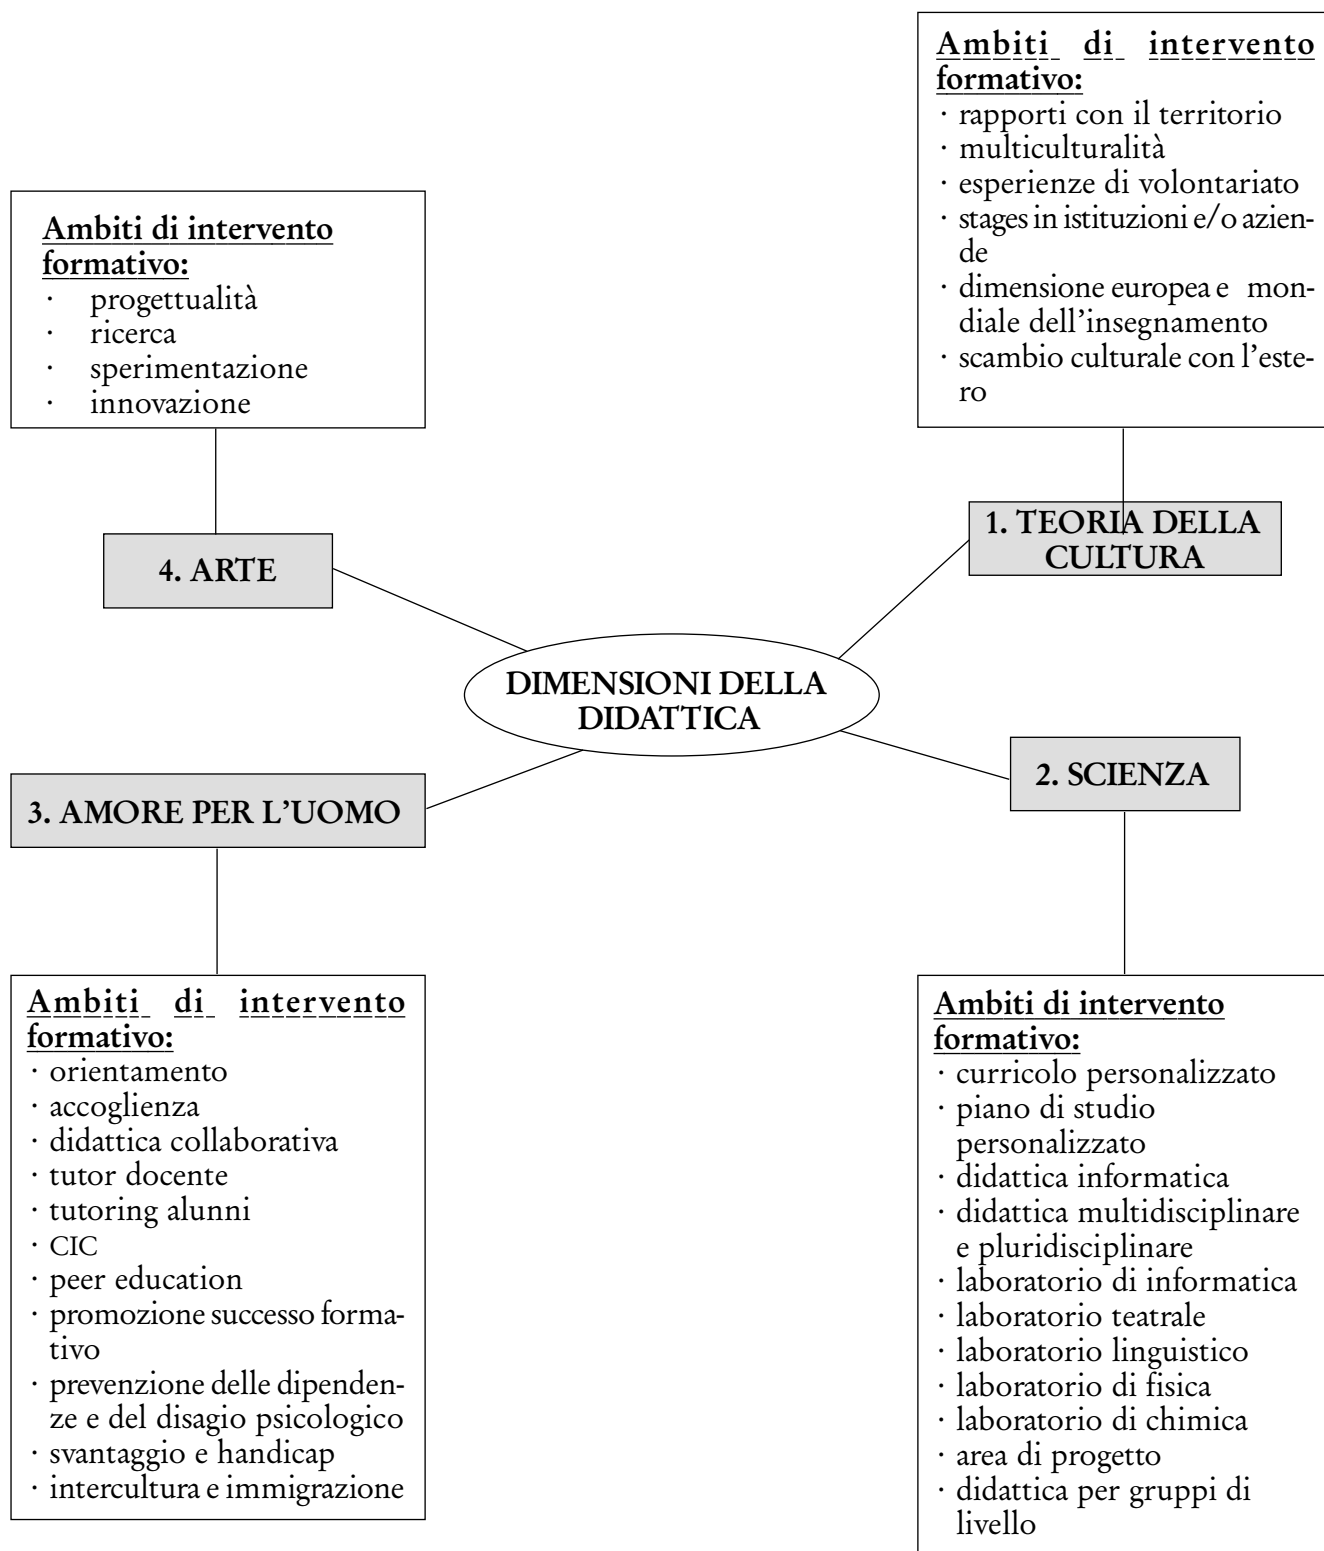 Ambiti di intervento
formativo:
· rapporti con il territorio
· multiculturalità
· esperienze di volontariato
· stages in istituzioni e/o azien-
de
· dimensione europea e mon-
diale dell’insegnamento
· scambio culturale con l’este-
ro
Ambiti di intervento
formativo:
· progettualità
· ricerca
· sperimentazione
· innovazione
1. TEORIA DELLA
CULTURA
4. ARTE
DIMENSIONI DELLA
DIDATTICA
2. SCIENZA
3. AMORE PER L’UOMO
Ambiti di intervento
formativo:
· orientamento
· accoglienza
· didattica collaborativa
· tutor docente
· tutoring alunni
· CIC
· peer education
· promozione successo forma-
tivo
· prevenzione delle dipenden-
ze e del disagio psicologico
· svantaggio e handicap
· intercultura e immigrazione
Ambiti di intervento
formativo:
· curricolo personalizzato
· piano di studio
personalizzato
· didattica informatica
· didattica multidisciplinare
e pluridisciplinare
· laboratorio di informatica
· laboratorio teatrale
· laboratorio linguistico
· laboratorio di fisica
· laboratorio di chimica
· area di progetto
· didattica per gruppi di
livello